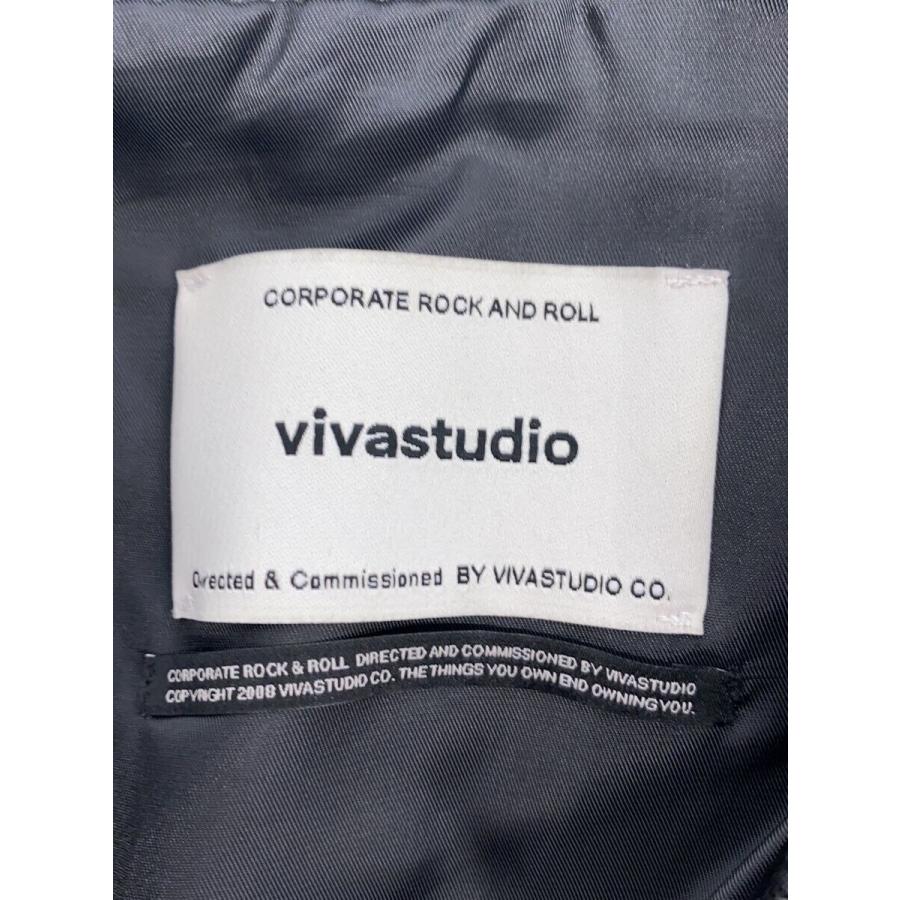 CORPORATE ROCK AND ROLL
vivastudio
Directed & Commissioned BY VIVASTUDIO CO.
CORPORATE ROCK & ROLL DIRECTED AND COMMISSIONED BY VIVASTUDIO
COPYRIGHT 2008 VIVASTUDIO CO. THE THINGS YOU OWN END OWNING YOU.